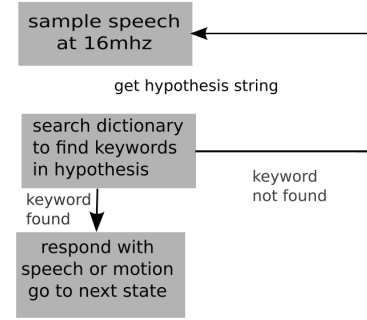 sample speech
at 16mhz
get hypothesis string
search dictionary
to find keywords
in hypothesis
keyword
not found
keyword
found
respond with
speech or motion
go to next state